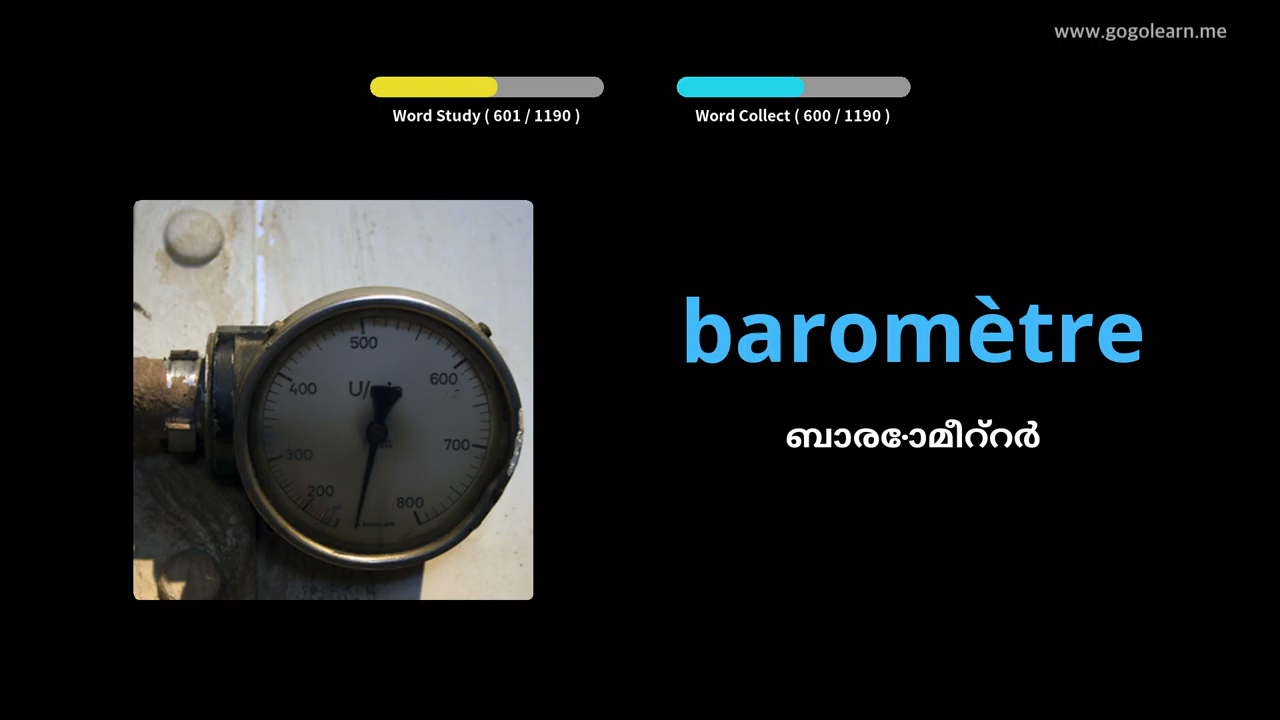 www.gogolearn.me
Word Study ( 601 / 1190 )
Word Collect ( 600 / 1190 )
500
400
600
300
700
200
800
baromètre
ബാരോമീറ്റർ